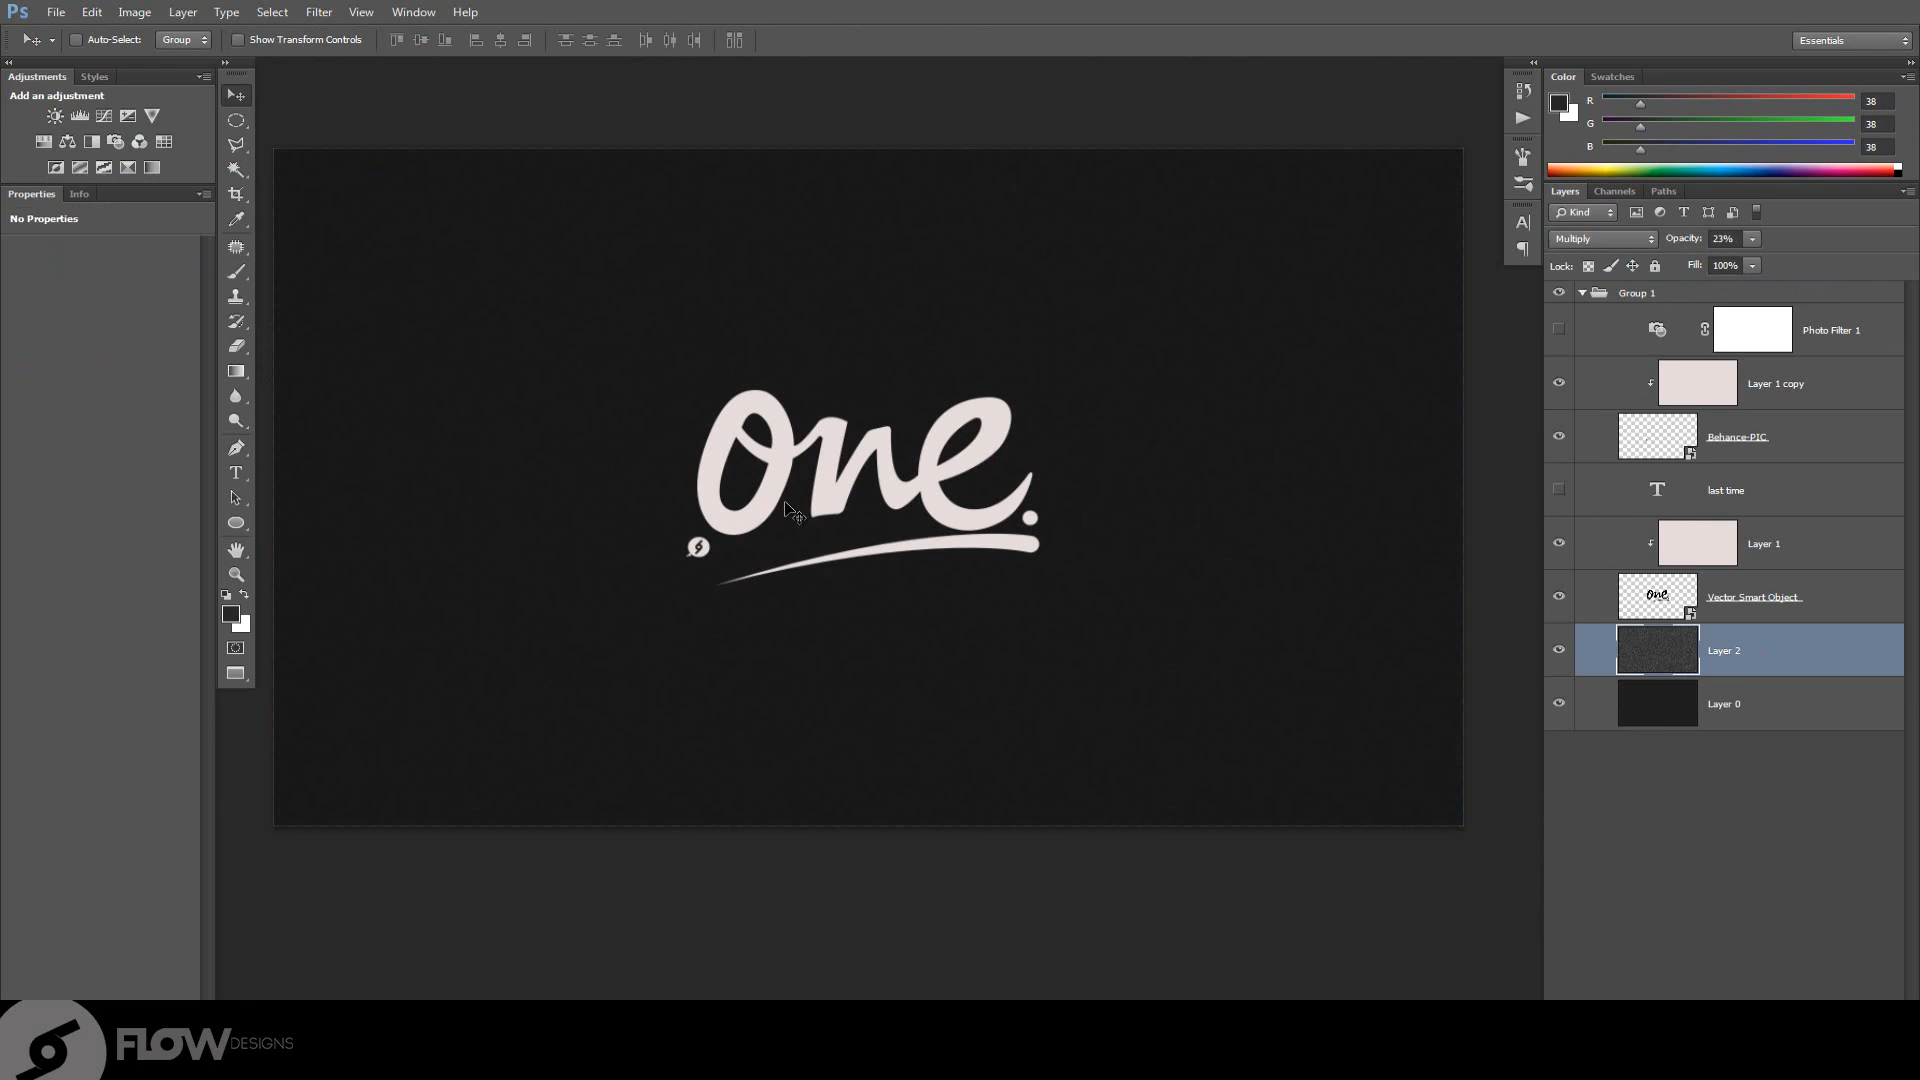 Ps File Edit Image Layer Type Select Filter View Window Help
Auto-Select: Group Show Transform Controls Essentials
Adjustments Styles
Add an adjustment
Properties Info
No Properties
one.
Color Swatches
R 38
G 38
B 38
Layers Channels Paths
Kind
Multiply Opacity: 23%
Lock: Fill: 100%
Group 1
Photo Filter 1
Layer 1 copy
Behance-PIC
last time
Layer 1
Vector Smart Object
one
Layer 2
Layer 0
FLOWDESIGNS